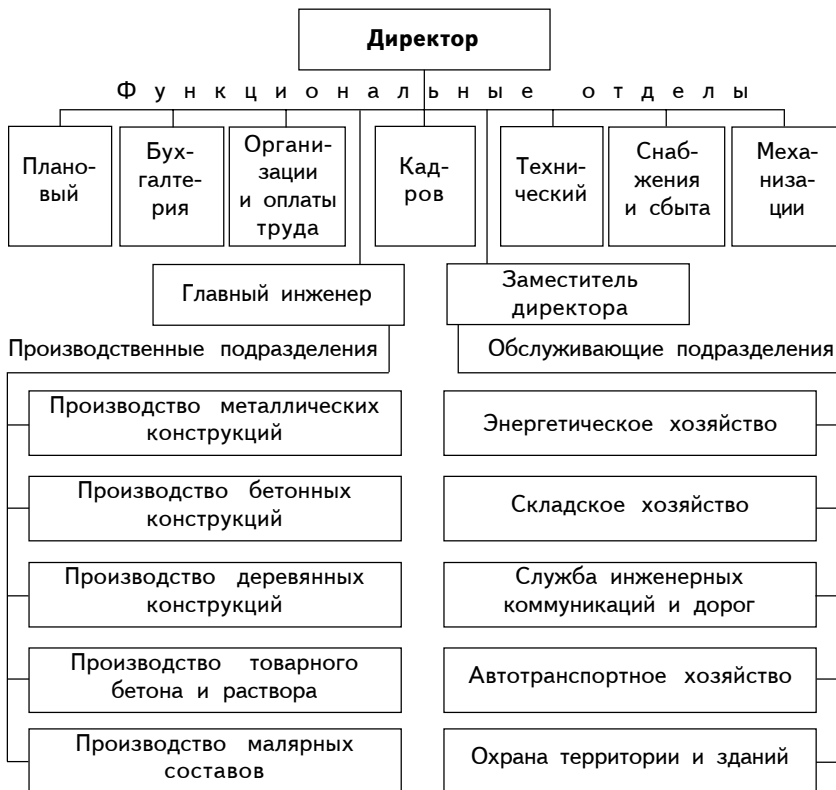 Директор
Функциональные отделы
Плано-
вый
Бух-
галте-
рия
Органи-
зации
и оплаты
труда
Кад-
ров
Техни-
ческий
Снаб-
жения
и сбыта
Меха-
низа-
ции
Главный инженер
Заместитель
директора
Производственные подразделения
Обслуживающие подразделения
Производство металлических
конструкций
Энергетическое хозяйство
Производство бетонных
конструкций
Складское хозяйство
Производство деревянных
конструкций
Служба инженерных
коммуникаций и дорог
Производство товарного
бетона и раствора
Автотранспортное хозяйство
Производство малярных
составов
Охрана территории и зданий